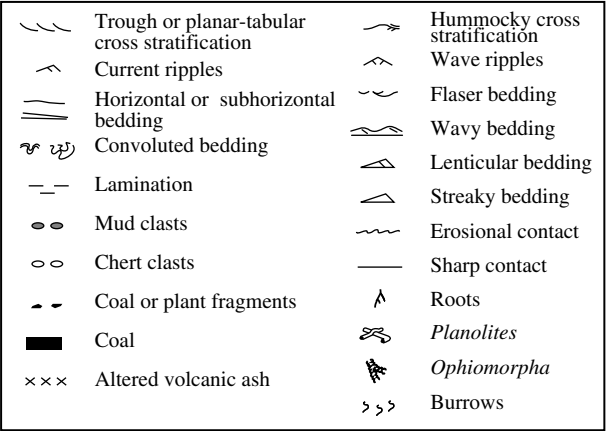 Trough or planar-tabular
cross stratification
Current ripples
Horizontal or subhorizontal
bedding
Convoluted bedding
Lamination
Mud clasts
Chert clasts
Coal or plant fragments
Coal
Altered volcanic ash
Hummocky cross
stratification
Wave ripples
Flaser bedding
Wavy bedding
Lenticular bedding
Streaky bedding
Erosional contact
Sharp contact
Roots
Planolites
Ophiomorpha
Burrows